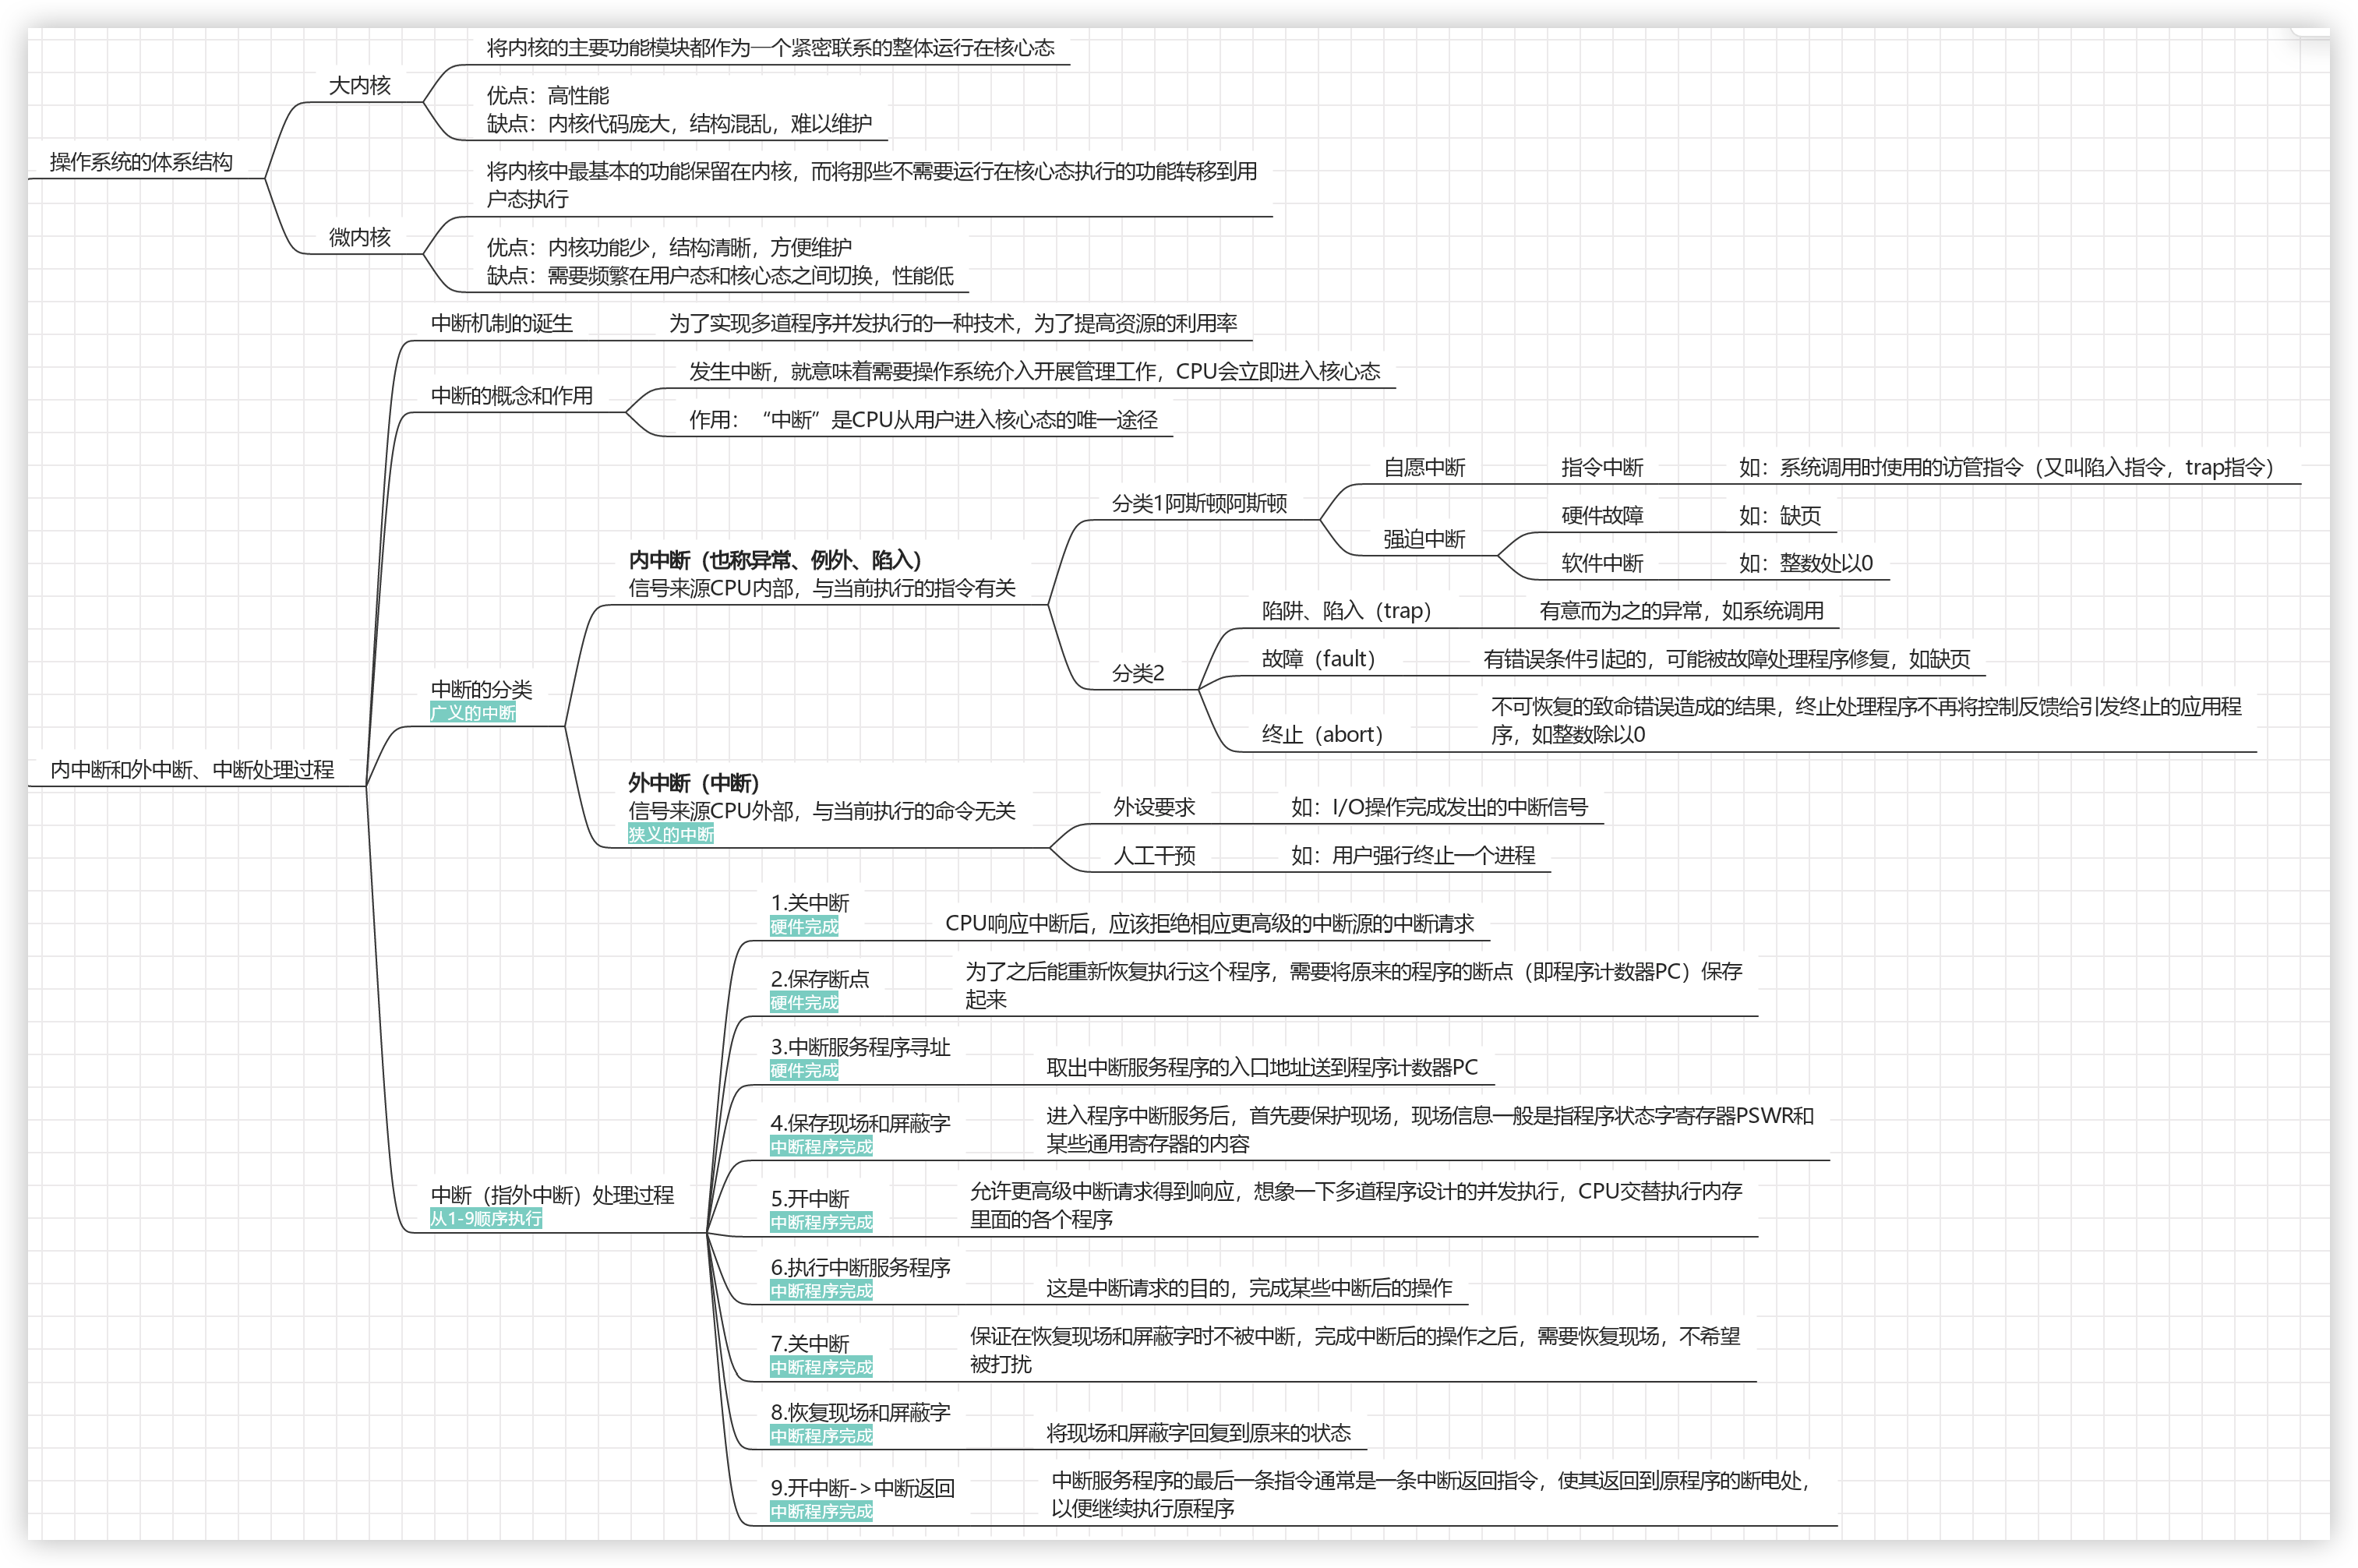 操作系统的体系结构
大内核
将内核的主要功能模块都作为一个紧密联系的整体运行在核心态
优点：高性能
缺点：内核代码庞大，结构混乱，难以维护
微内核
将内核中最基本的功能保留在内核，而将那些不需要运行在核心态执行的功能转移到用
户态执行
优点：内核功能少，结构清晰，方便维护
缺点：需要频繁在用户态和核心态之间切换，性能低
内中断和外中断、中断处理过程
中断机制的诞生
为了实现多道程序并发执行的一种技术，为了提高资源的利用率
中断的概念和作用
发生中断，就意味着需要操作系统介入开展管理工作，CPU会立即进入核心态
作用：“中断”是CPU从用户进入核心态的唯一途径
中断的分类
广义的中断
内中断（也称异常、例外、陷入）
信号来源CPU内部，与当前执行的指令有关
分类1阿斯顿阿斯顿
自愿中断
指令中断
如：系统调用时使用的访管指令（又叫陷入指令，trap指令）
强迫中断
硬件故障
如：缺页
软件中断
如：整数处以0
分类2
陷阱、陷入（trap）
有意而为之的异常，如系统调用
故障（fault）
有错误条件引起的，可能被故障处理程序修复，如缺页
终止（abort）
不可恢复的致命错误造成的结果，终止处理程序不再将控制反馈给引发终止的应用程
序，如整数除以0
外中断（中断）
信号来源CPU外部，与当前执行的命令无关
狭义的中断
外设要求
如：I/O操作完成发出的中断信号
人工干预
如：用户强行终止一个进程
中断（指外中断）处理过程
从1-9顺序执行
1.关中断
硬件完成
CPU响应中断后，应该拒绝相应更高级的中断源的中断请求
2.保存断点
硬件完成
为了之后能重新恢复执行这个程序，需要将原来的程序的断点（即程序计数器PC）保存
起来
3.中断服务程序寻址
硬件完成
取出中断服务程序的入口地址送到程序计数器PC
4.保存现场和屏蔽字
中断程序完成
进入程序中断服务后，首先要保护现场，现场信息一般是指程序状态字寄存器PSWR和
某些通用寄存器的内容
5.开中断
中断程序完成
允许更高级中断请求得到响应，想象一下多道程序设计的并发执行，CPU交替执行内存
里面的各个程序
6.执行中断服务程序
中断程序完成
这是中断请求的目的，完成某些中断后的操作
7.关中断
中断程序完成
保证在恢复现场和屏蔽字时不被中断，完成中断后的操作之后，需要恢复现场，不希望
被打扰
8.恢复现场和屏蔽字
中断程序完成
将现场和屏蔽字回复到原来的状态
9.开中断->中断返回
中断程序完成
中断服务程序的最后一条指令通常是一条中断返回指令，使其返回到原程序的断电处，
以便继续执行原程序